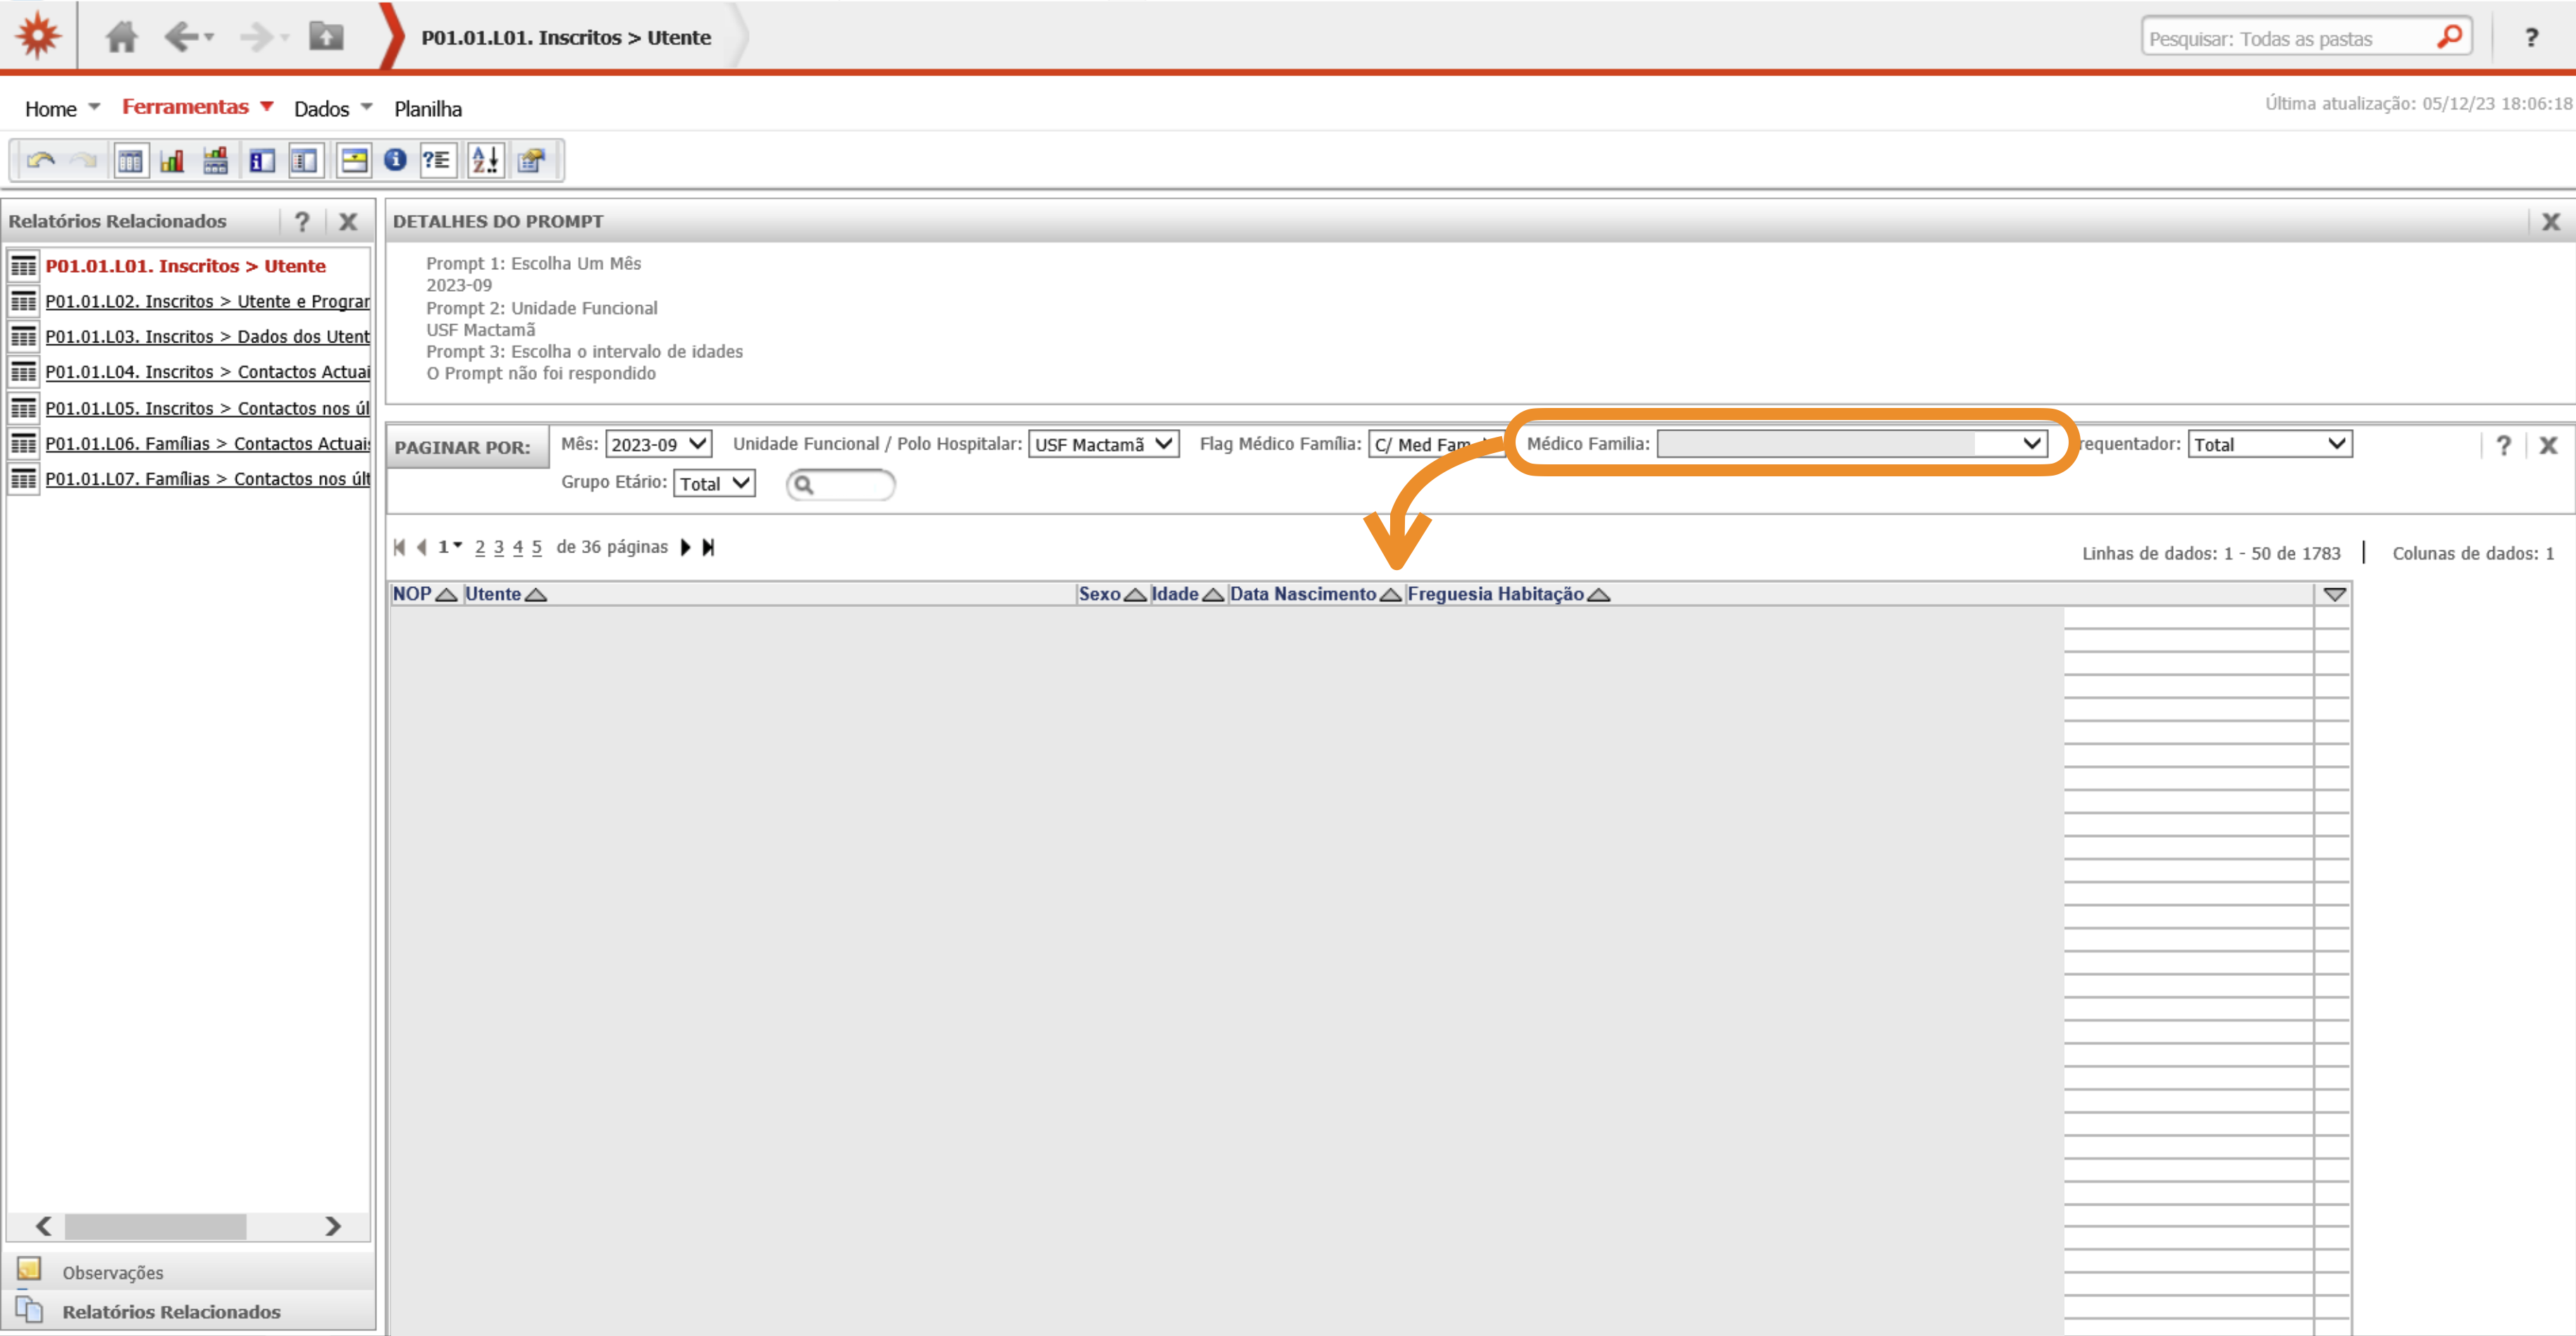 P01.01.L01. Inscritos > Utente
Pesquisar: Todas as pastas
?
Home Ferramentas Dados Planilha
Última atualização: 05/12/23 18:06:18
Relatórios Relacionados ? X
P01.01.L01. Inscritos > Utente
P01.01.L02. Inscritos > Utente e Progra
P01.01.L03. Inscritos > Dados dos Utent
P01.01.L04. Inscritos > Contactos Actuai
P01.01.L05. Inscritos > Contactos nos úl
P01.01.L06. Famílias > Contactos Actuais
P01.01.L07. Famílias > Contactos nos últ
Observações
Relatórios Relacionados
DETALHES DO PROMPT X
Prompt 1: Escolha Um Mês
2023-09
Prompt 2: Unidade Funcional
USF Mactamã
Prompt 3: Escolha o intervalo de idades
O Prompt não foi respondido
PAGINAR POR: Mês: 2023-09 Unidade Funcional / Polo Hospitalar: USF Mactamã Flag Médico Família: C/ Med Fam Médico Familia: requentador: Total ? X
Grupo Etário: Total
1 2 3 4 5 de 36 páginas
Linhas de dados: 1 - 50 de 1783 | Colunas de dados: 1
NOP Utente Sexo Idade Data Nascimento Freguesia Habitação